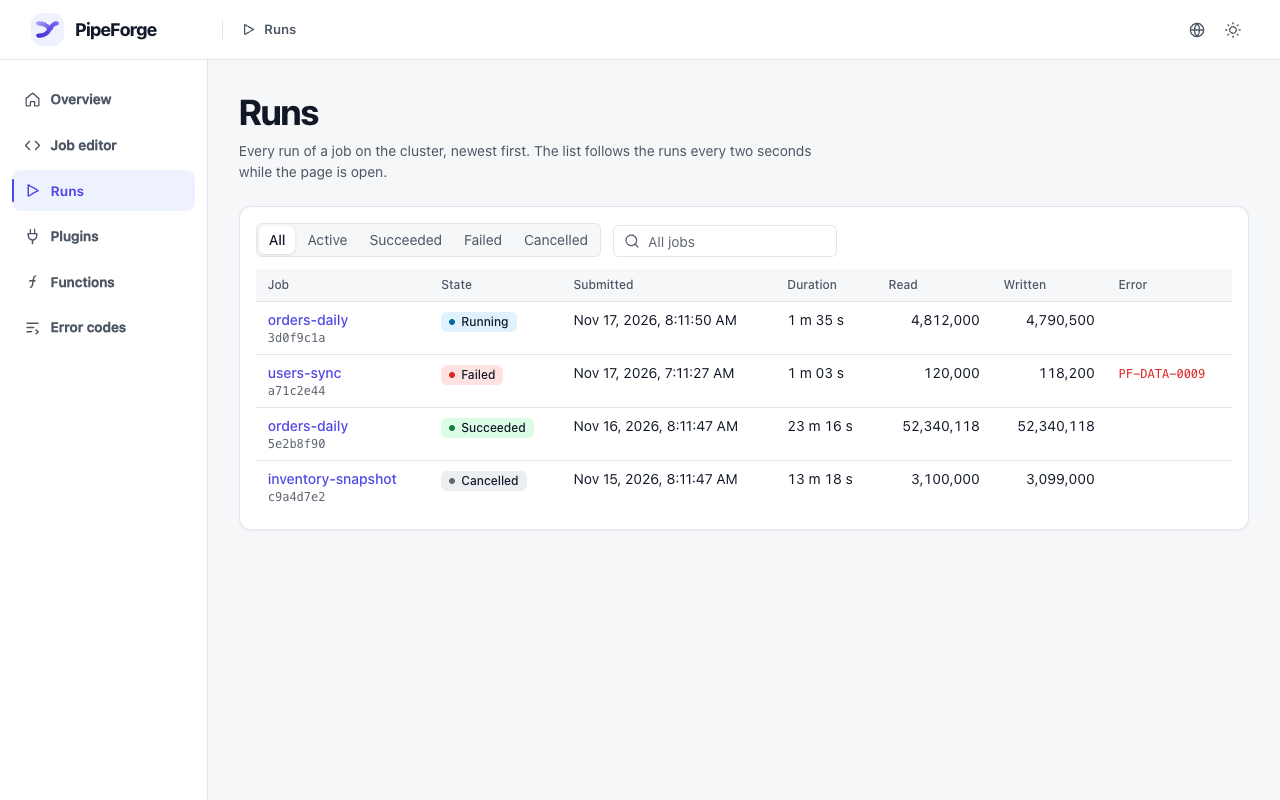 PipeForge
Runs
Overview
Job editor
Runs
Plugins
Functions
Error codes
Runs
Every run of a job on the cluster, newest first. The list follows the runs every two seconds
while the page is open.
All Active Succeeded Failed Cancelled All jobs
Job State Submitted Duration Read Written Error
orders-daily Running Nov 17, 2026, 8:11:50 AM 1 m 35 s 4,812,000 4,790,500
3d0f9c1a
users-sync Failed Nov 17, 2026, 7:11:27 AM 1 m 03 s 120,000 118,200 PF-DATA-0009
a71c2e44
orders-daily Succeeded Nov 16, 2026, 8:11:47 AM 23 m 16 s 52,340,118 52,340,118
5e2b8f90
inventory-snapshot Cancelled Nov 15, 2026, 8:11:47 AM 13 m 18 s 3,100,000 3,099,000
c9a4d7e2